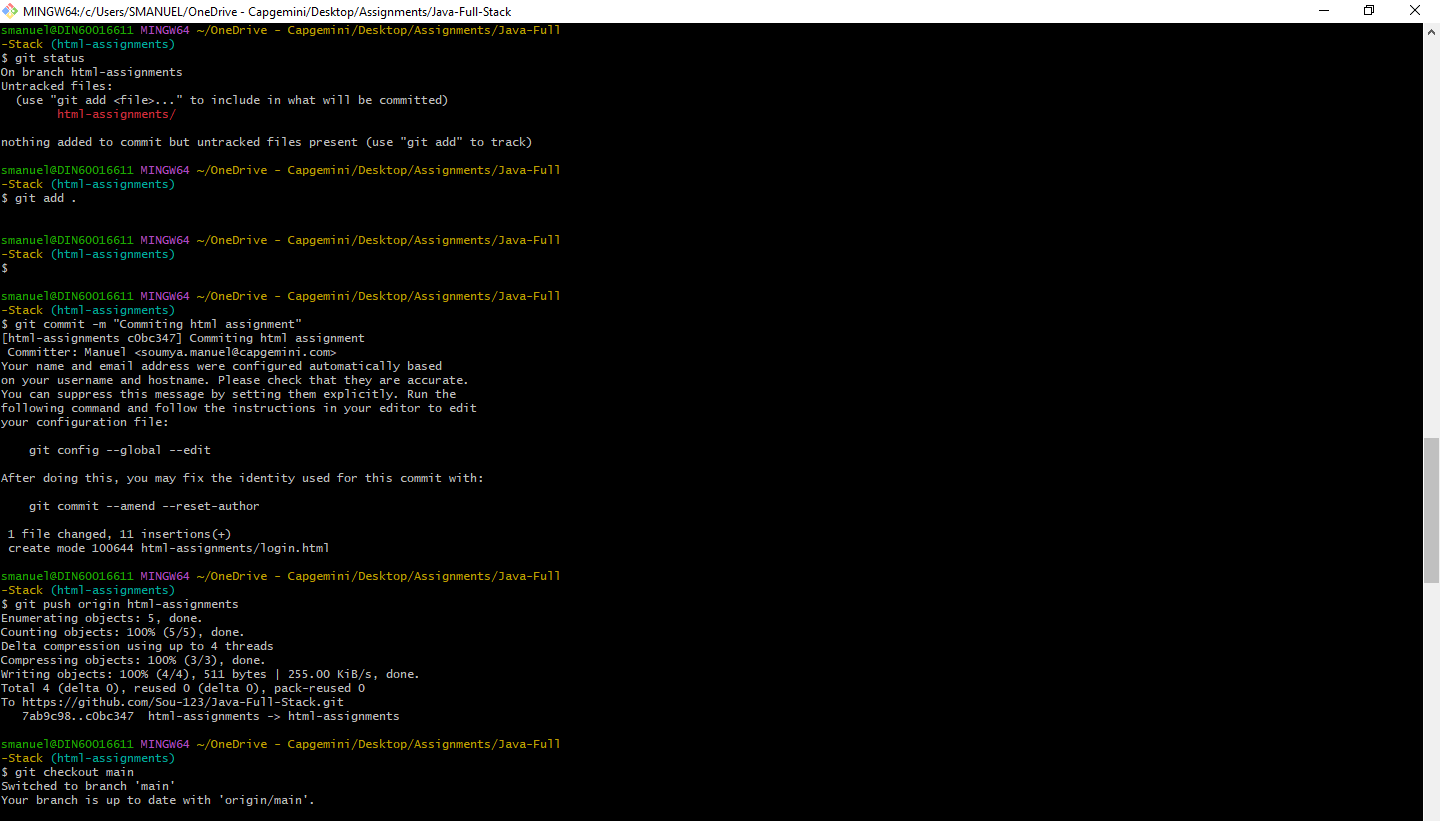 MINGW64:/c/Users/SMANUEL/OneDrive - Capgemini/Desktop/Assignments/Java-Full-Stack
smanuel@DIN60016611 MINGW64 ~/OneDrive - Capgemini/Desktop/Assignments/Java-Full
-Stack (html-assignments)
$ git status
On branch html-assignments
Untracked files:
  (use "git add <file>..." to include in what will be committed)
        html-assignments/
nothing added to commit but untracked files present (use "git add" to track)
smanuel@DIN60016611 MINGW64 ~/OneDrive - Capgemini/Desktop/Assignments/Java-Full
-Stack (html-assignments)
$ git add .
smanuel@DIN60016611 MINGW64 ~/OneDrive - Capgemini/Desktop/Assignments/Java-Full
-Stack (html-assignments)
$
smanuel@DIN60016611 MINGW64 ~/OneDrive - Capgemini/Desktop/Assignments/Java-Full
-Stack (html-assignments)
$ git commit -m "Commiting html assignment"
[html-assignments c0bc347] Commiting html assignment
 Committer: Manuel <soumya.manuel@capgemini.com>
Your name and email address were configured automatically based
on your username and hostname. Please check that they are accurate.
You can suppress this message by setting them explicitly. Run the
following command and follow the instructions in your editor to edit
your configuration file:
    git config --global --edit
After doing this, you may fix the identity used for this commit with:
    git commit --amend --reset-author
 1 file changed, 11 insertions(+)
 create mode 100644 html-assignments/login.html
smanuel@DIN60016611 MINGW64 ~/OneDrive - Capgemini/Desktop/Assignments/Java-Full
-Stack (html-assignments)
$ git push origin html-assignments
Enumerating objects: 5, done.
Counting objects: 100% (5/5), done.
Delta compression using up to 4 threads
Compressing objects: 100% (3/3), done.
Writing objects: 100% (4/4), 511 bytes | 255.00 KiB/s, done.
Total 4 (delta 0), reused 0 (delta 0), pack-reused 0
To https://github.com/Sou-123/Java-Full-Stack.git
   7ab9c98..c0bc347  html-assignments -> html-assignments
smanuel@DIN60016611 MINGW64 ~/OneDrive - Capgemini/Desktop/Assignments/Java-Full
-Stack (html-assignments)
$ git checkout main
Switched to branch 'main'
Your branch is up to date with 'origin/main'.